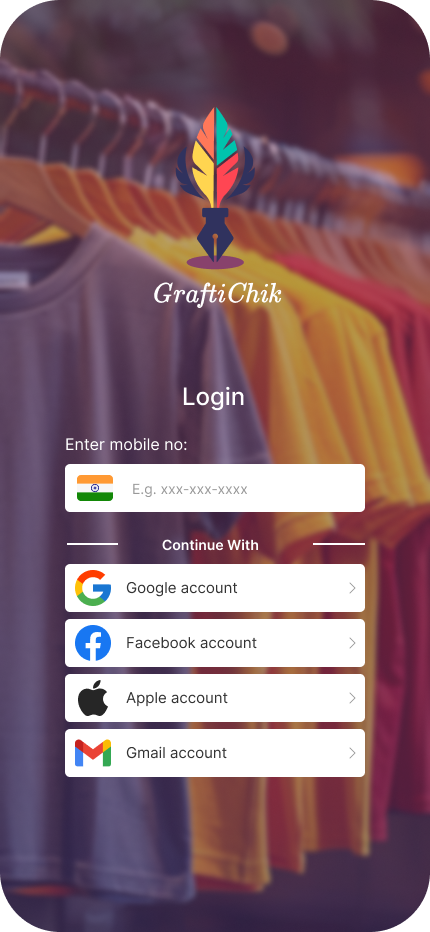 GraftiChik
Login
Enter mobile no:
E.g. xxx-xxx-xxxx
Continue With
Google account
Facebook account
Apple account
Gmail account